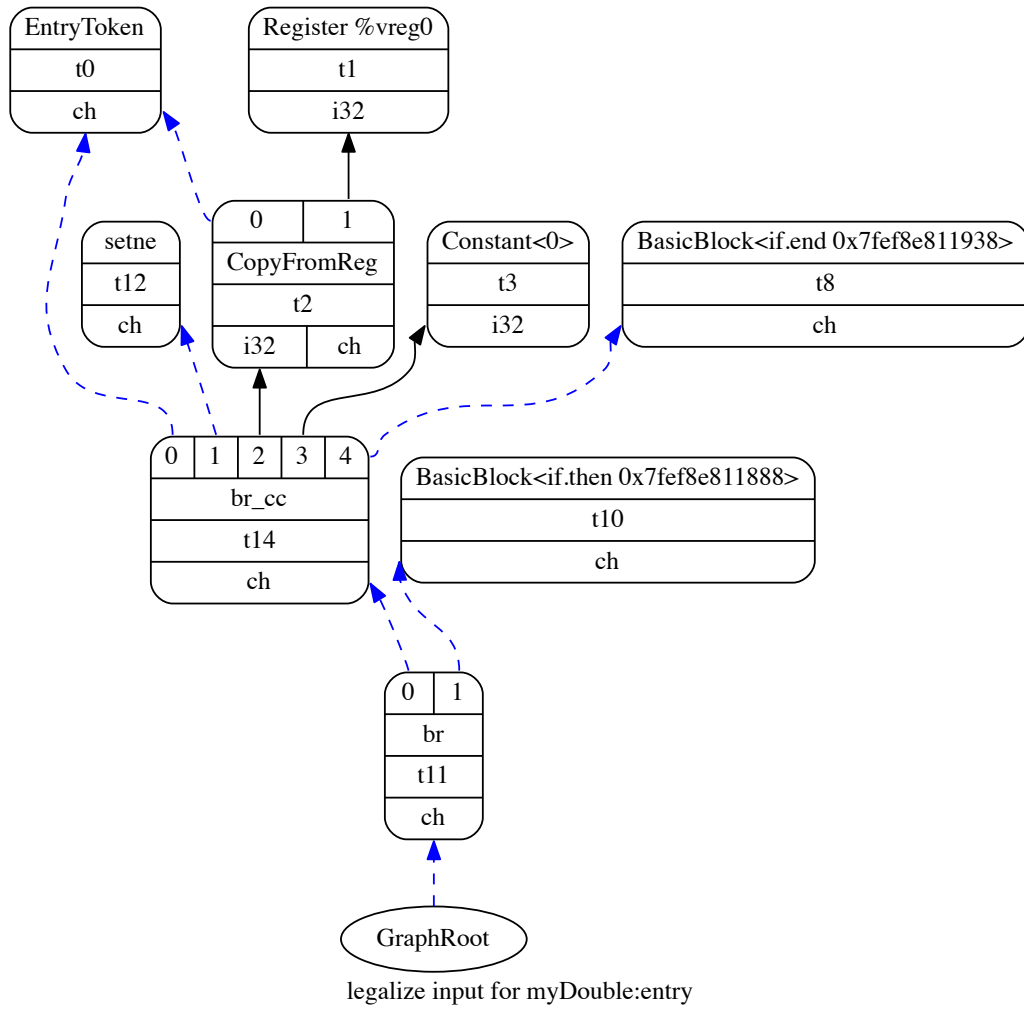 EntryToken
t0
ch
Register %vreg0
t1
i32
setne
t12
ch
0 1
CopyFromReg
t2
i32 ch
Constant<0>
t3
i32
BasicBlock<if.end 0x7fef8e811938>
t8
ch
0 1 2 3 4
br_cc
t14
ch
BasicBlock<if.then 0x7fef8e811888>
t10
ch
0 1
br
t11
ch
GraphRoot
legalize input for myDouble:entry